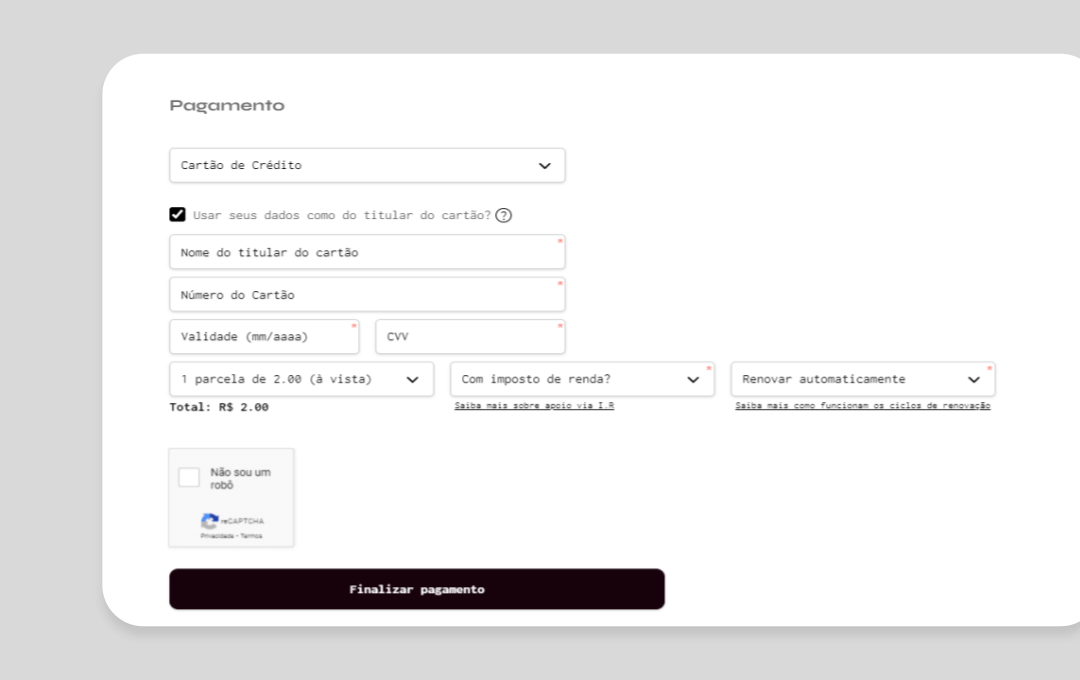 Pagamento
Cartão de Crédito
Usar seus dados como do titular do cartão? ?
Nome do titular do cartão *
Número do Cartão *
Validade (mm/aaaa) * CVV *
1 parcela de 2.00 (à vista) Com imposto de renda? * Renovar automaticamente *
Total: R$ 2.00 Saiba mais sobre apoio via I.R Saiba mais como funcionam os ciclos de renovação
Não sou um
robô
reCAPTCHA
Privacidade - Termos
Finalizar pagamento